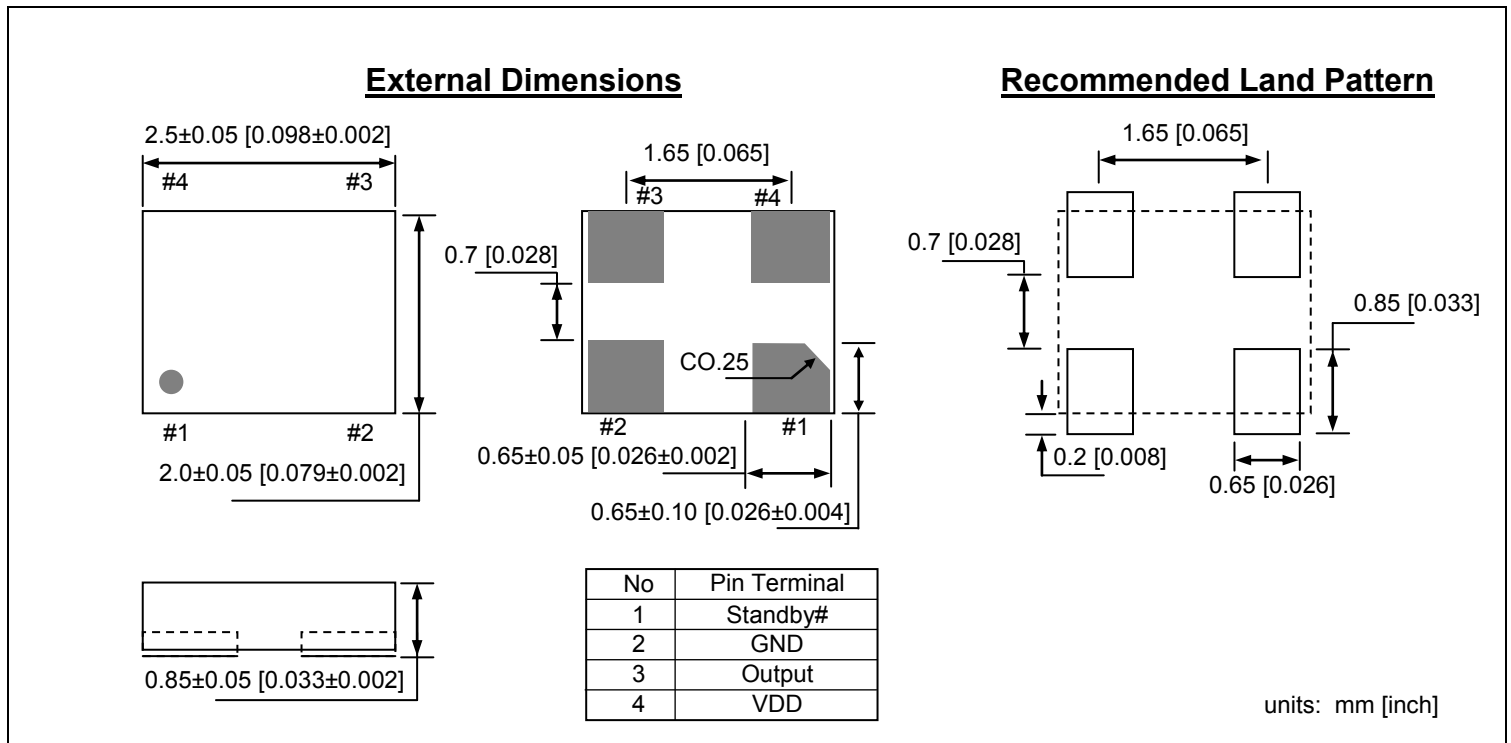 External Dimensions
Recommended Land Pattern
2.5±0.05 [0.098±0.002]
#4 #3
#1 #2
2.0±0.05 [0.079±0.002]
1.65 [0.065]
#3 #4
0.7 [0.028]
CO.25
#2 #1
0.65±0.05 [0.026±0.002]
0.65±0.10 [0.026±0.004]
1.65 [0.065]
0.7 [0.028]
0.85 [0.033]
0.2 [0.008]
0.65 [0.026]
0.85±0.05 [0.033±0.002]
No Pin Terminal
1 Standby#
2 GND
3 Output
4 VDD
units: mm [inch]